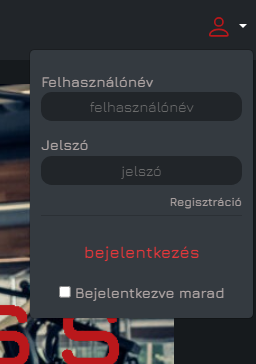 Felhasználónév
felhasználónév
Jelszó
jelszó
Regisztráció
bejelentkezés
Bejelentkezve marad